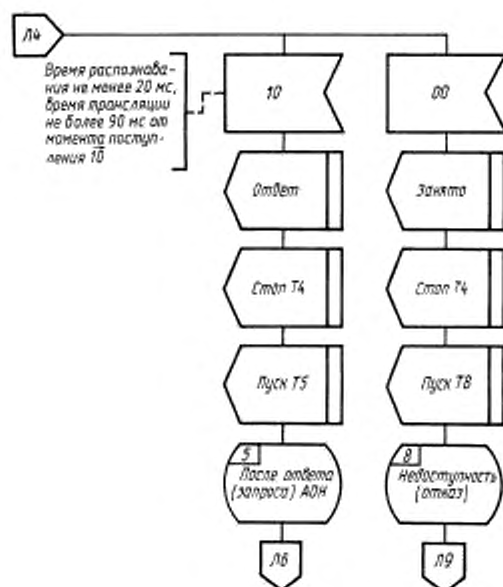 Л4
Время распознава-
ния не менее 20 мс,
время трансляции
не более 90 мс от
момента поступ-
ления 10
10
00
Ответ
Занято
Стоп Т4
Стоп Т4
Пуск Т5
Пуск Т8
5
После ответа
(запроса) АОН
8
Недоступность
(отказ)
Л6
Л9